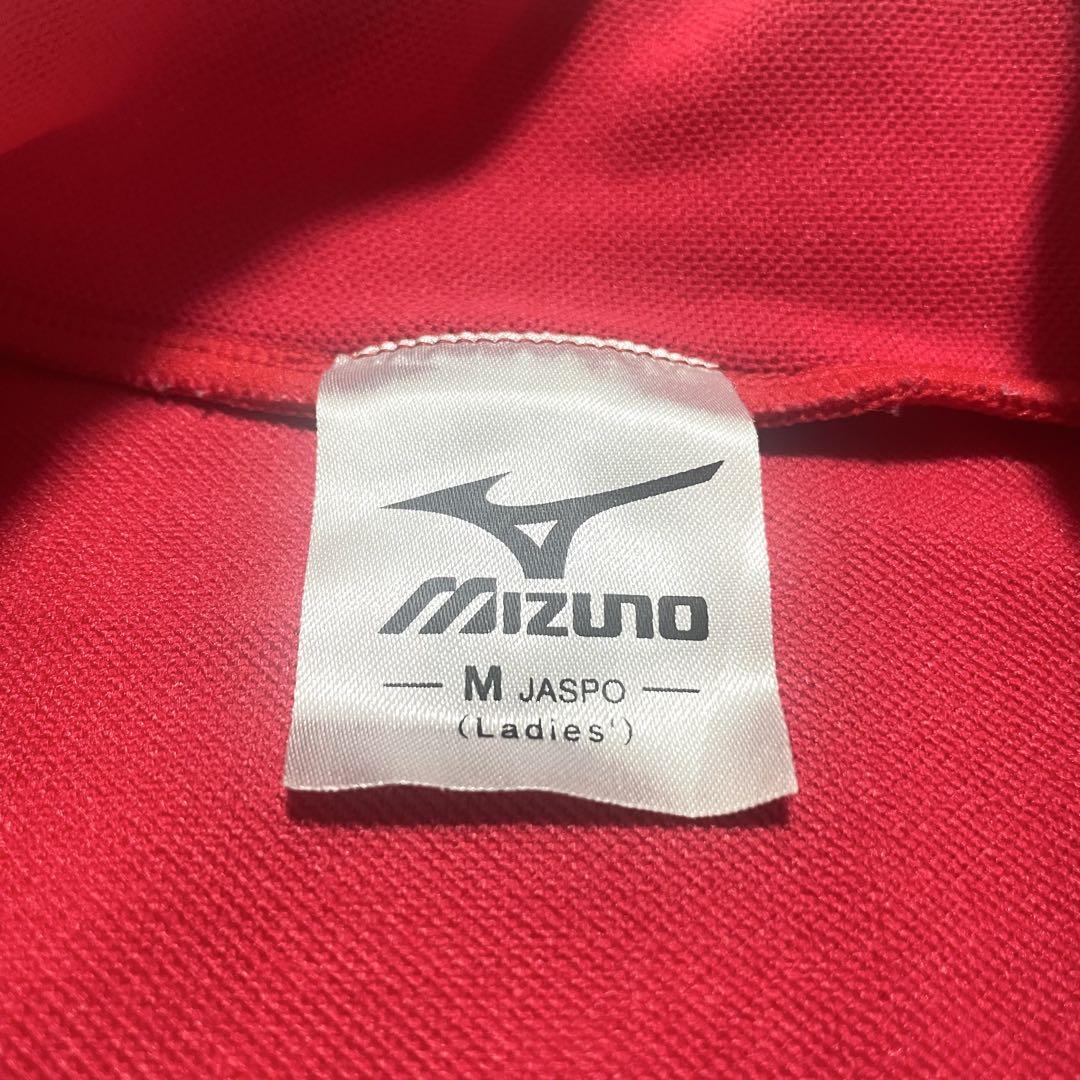 MIZUNO
— M JASPO —
(Ladies')